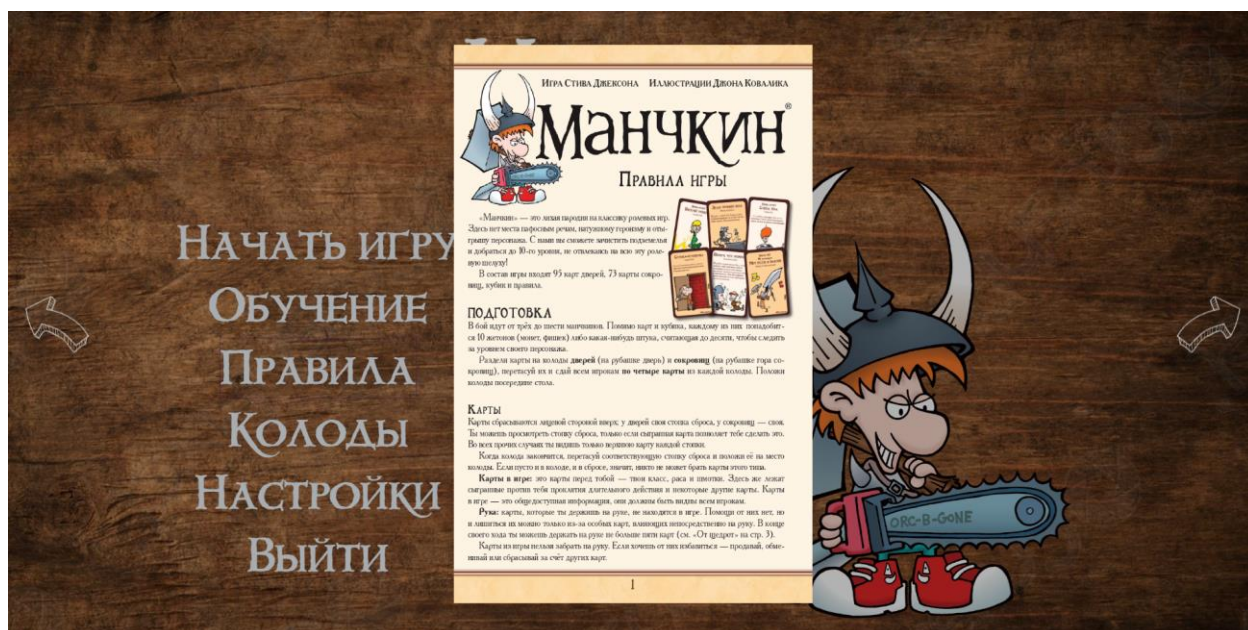 Начать игру
Обучение
Правила
Колоды
Настройки
Выйти
Игра Стива Джексона Иллюстрации Джона Ковалика
Манчкин®
Правила игры
«Манчкин» — это лихая пародия на классику ролевых игр.
Здесь нет места пафосным речам, натужному героизму и оты-
грышу персонажа. С нами вы сможете зачистить подземелья
и добраться до 10-го уровня, не отвлекаясь на всю эту роле-
вую шелуху!
В состав игры входят 95 карт дверей, 73 карты сокро-
вищ, кубик и правила.
Подготовка
В бой идут от трёх до шести манчкинов. Помимо карт и кубика, каждому из них понадобит-
ся 10 жетонов (монет, фишек) либо какая-нибудь штука, считающая до десяти, чтобы следить
за уровнем своего персонажа.
Раздели карты на колоды дверей (на рубашке дверь) и сокровищ (на рубашке гора со-
кровищ), перетасуй их и сдай всем игрокам по четыре карты из каждой колоды. Положи
колоды посередине стола.
Карты
Карты сбрасываются лицевой стороной вверх; у дверей своя стопка сброса, у сокровищ — своя.
Ты можешь просмотреть стопку сброса, только если сыгранная карта позволяет тебе сделать это.
Во всех прочих случаях ты видишь только верхнюю карту каждой стопки.
Когда колода закончится, перетасуй соответствующую стопку сброса и положи её на место
колоды. Если пусто и в колоде, и в сбросе, значит, никто не может брать карты этого типа.
Карты в игре: это карты перед тобой — твои класс, раса и шмотки. Здесь же лежат
сыгранные против тебя проклятия длительного действия и некоторые другие карты. Карты
в игре — это общедоступная информация, они должны быть видны всем игрокам.
Рука: карты, которые ты держишь на руке, не находятся в игре. Помощи от них нет, но
и лишиться их можно только из-за особых карт, влияющих непосредственно на руку. В конце
своего хода ты можешь держать на руке не больше пяти карт (см. «От щедрот» на стр. 3).
Карты из игры нельзя забрать на руку. Если хочешь от них избавиться — продавай, обме-
нивай или сбрасывай за счёт других карт.
1
ORC-B-GONE